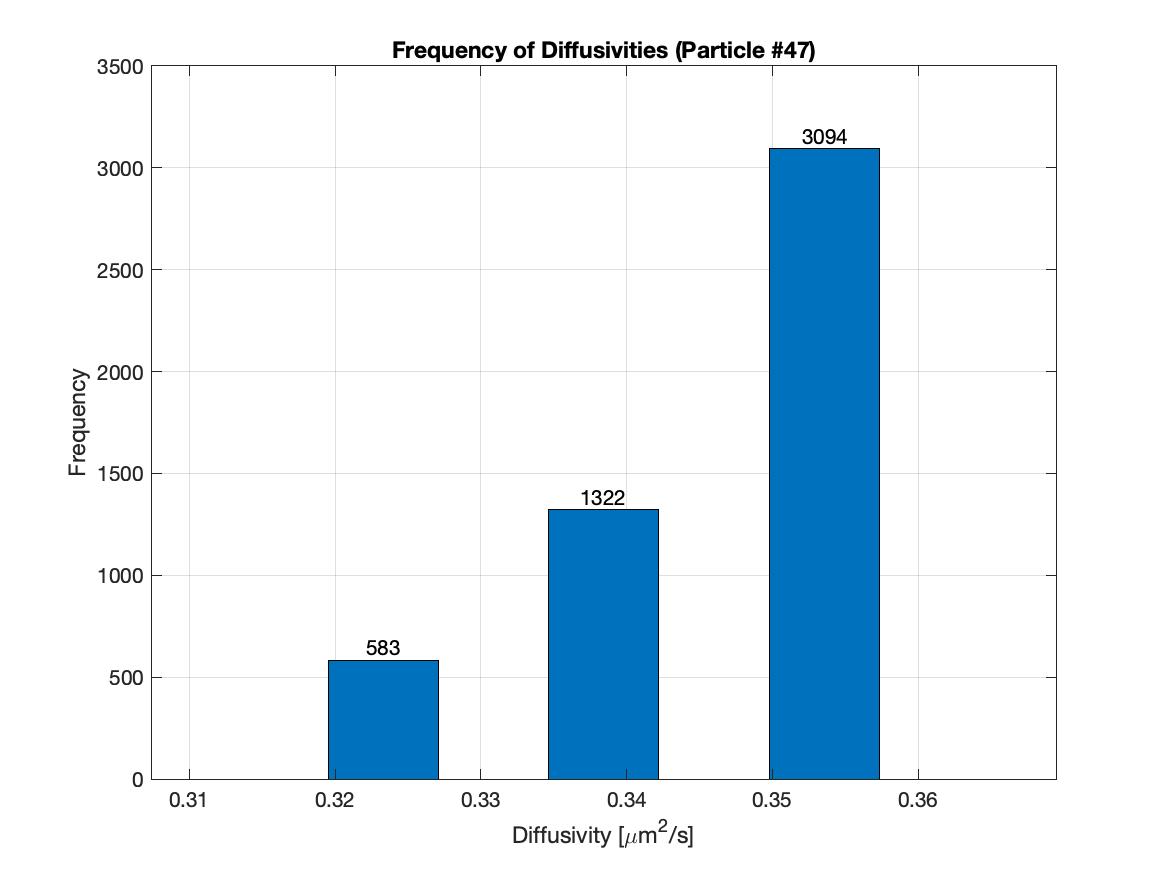 Frequency of Diffusivities (Particle #47)
3500
3000
2500
2000
1500
1000
500
0
Frequency
583
1322
3094
0.31 0.32 0.33 0.34 0.35 0.36
Diffusivity [μm²/s]